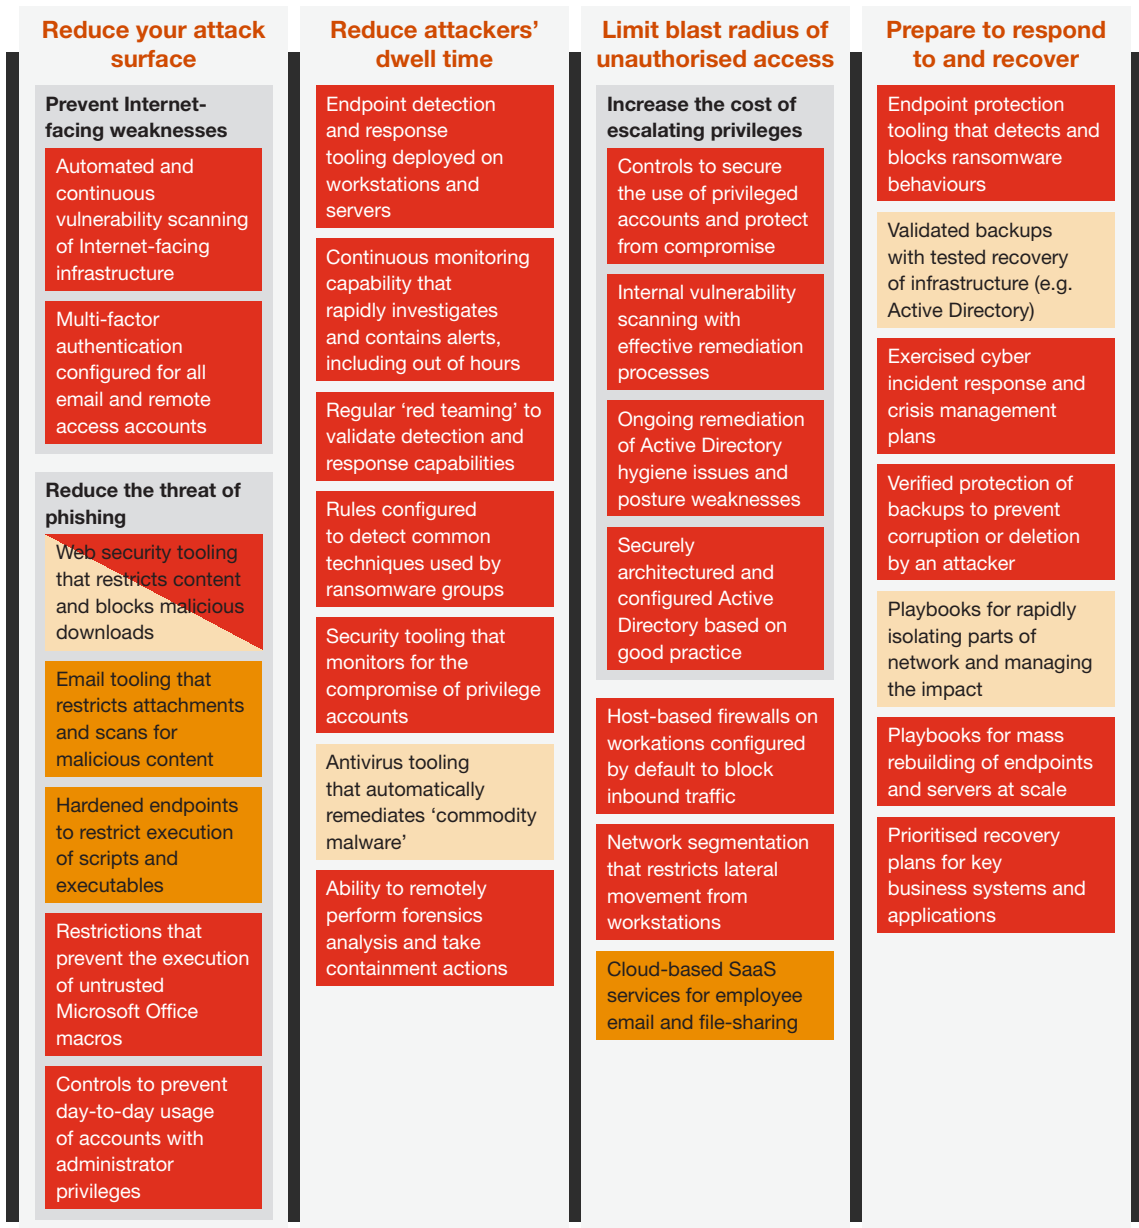 Reduce your attack
surface
Prevent Internet-
facing weaknesses
Automated and
continuous
vulnerability scanning
of Internet-facing
infrastructure
Multi-factor
authentication
configured for all
email and remote
access accounts
Reduce the threat of
phishing
Web security tooling
that restricts content
and blocks malicious
downloads
Email tooling that
restricts attachments
and scans for
malicious content
Hardened endpoints
to restrict execution
of scripts and
executables
Restrictions that
prevent the execution
of untrusted
Microsoft Office
macros
Controls to prevent
day-to-day usage
of accounts with
administrator
privileges
Reduce attackers’
dwell time
Endpoint detection
and response
tooling deployed on
workstations and
servers
Continuous monitoring
capability that
rapidly investigates
and contains alerts,
including out of hours
Regular ‘red teaming’ to
validate detection and
response capabilities
Rules configured
to detect common
techniques used by
ransomware groups
Security tooling that
monitors for the
compromise of privilege
accounts
Antivirus tooling
that automatically
remediates ‘commodity
malware’
Ability to remotely
perform forensics
analysis and take
containment actions
Limit blast radius of
unauthorised access
Increase the cost of
escalating privileges
Controls to secure
the use of privileged
accounts and protect
from compromise
Internal vulnerability
scanning with
effective remediation
processes
Ongoing remediation
of Active Directory
hygiene issues and
posture weaknesses
Securely
architectured and
configured Active
Directory based on
good practice
Host-based firewalls on
workations configured
by default to block
inbound traffic
Network segmentation
that restricts lateral
movement from
workstations
Cloud-based SaaS
services for employee
email and file-sharing
Prepare to respond
to and recover
Endpoint protection
tooling that detects and
blocks ransomware
behaviours
Validated backups
with tested recovery
of infrastructure (e.g.
Active Directory)
Exercised cyber
incident response and
crisis management
plans
Verified protection of
backups to prevent
corruption or deletion
by an attacker
Playbooks for rapidly
isolating parts of
network and managing
the impact
Playbooks for mass
rebuilding of endpoints
and servers at scale
Prioritised recovery
plans for key
business systems and
applications